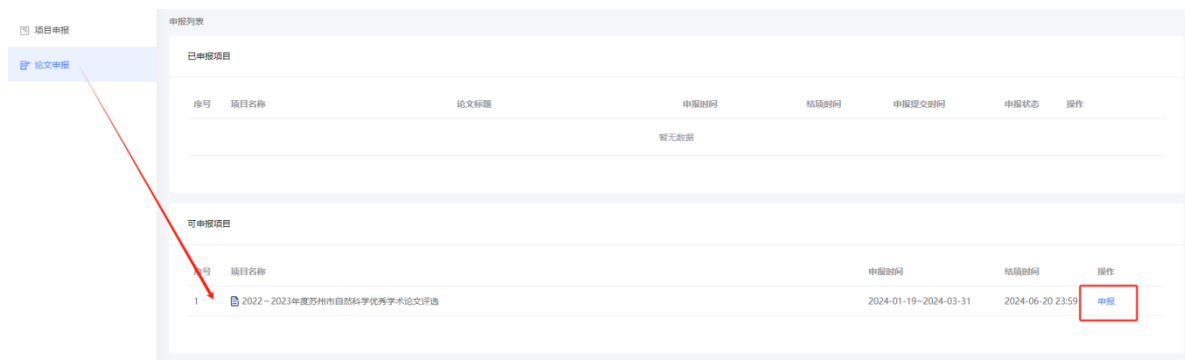 项目申报
论文申报
申报列表
已申报项目
序号 项目名称 论文标题 申报时间 结项时间 申报提交时间 申报状态 操作
暂无数据
可申报项目
序号 项目名称 申报时间 结项时间 操作
1 2022~2023年度苏州市自然科学优秀学术论文评选 2024-01-19~2024-03-31 2024-06-20 23:59 申报